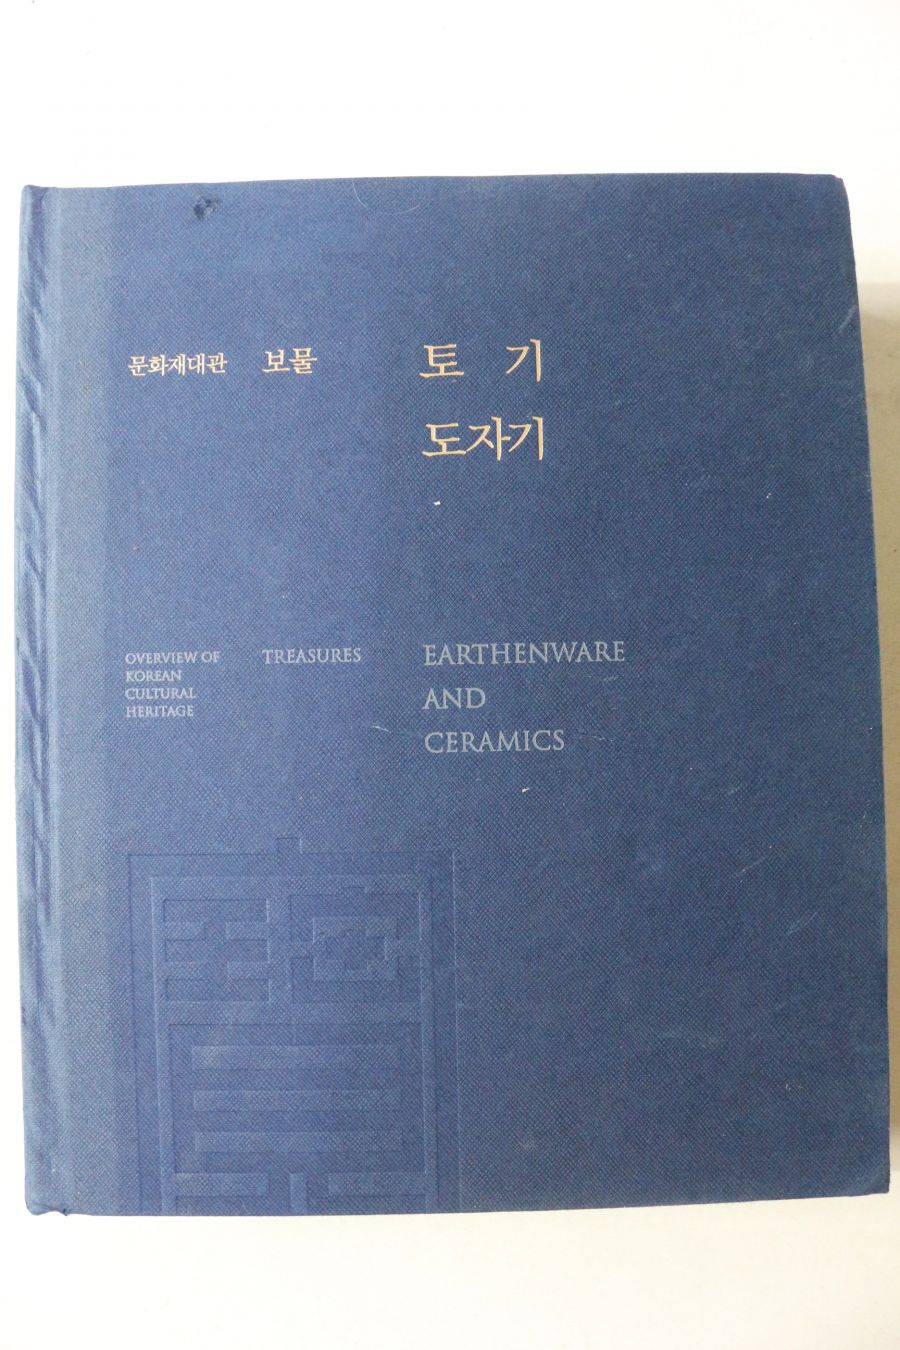 문화재대관 보물 토 기
도자기
OVERVIEW OF
KOREAN
CULTURAL
HERITAGE
TREASURES
EARTHENWARE
AND
CERAMICS
寶